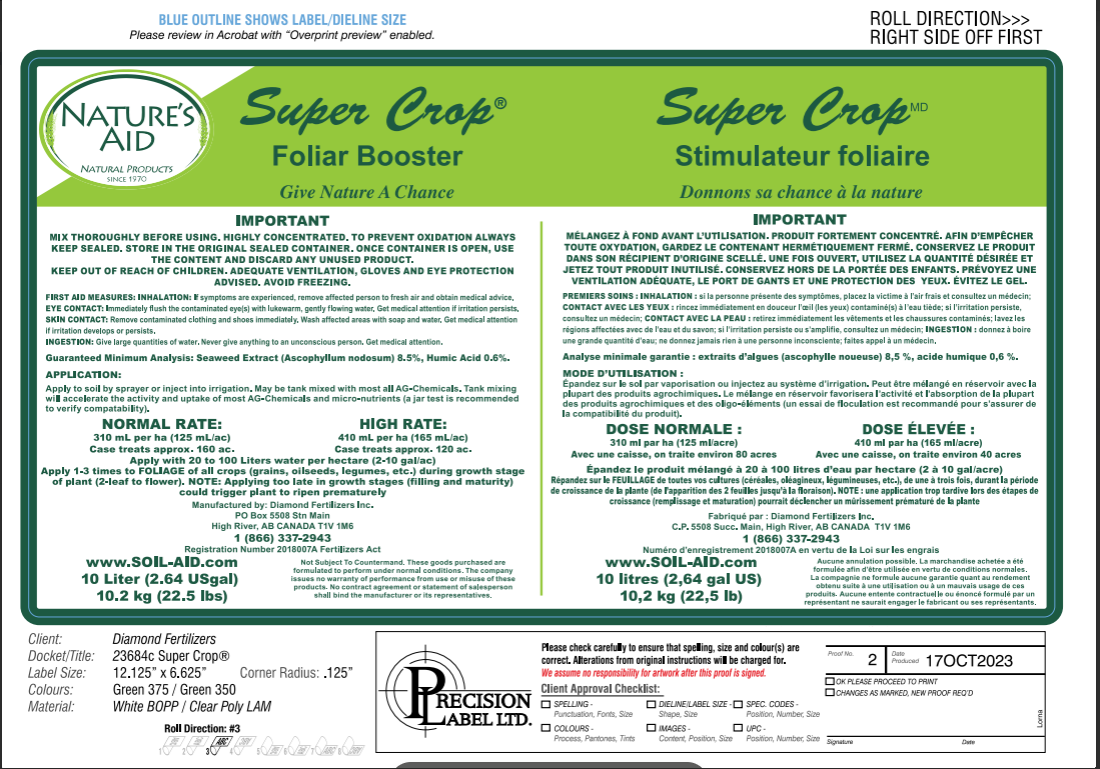 BLUE OUTLINE SHOWS LABEL/DIELINE SIZE
Please review in Acrobat with “Overprint preview” enabled.
ROLL DIRECTION>>>
RIGHT SIDE OFF FIRST
NATURE'S
AID
NATURAL PRODUCTS
SINCE 1970
Super Crop®
Foliar Booster
Give Nature A Chance
Super Crop MD
Stimulateur foliaire
Donnons sa chance à la nature
IMPORTANT
MIX THOROUGHLY BEFORE USING. HIGHLY CONCENTRATED. TO PREVENT OXIDATION ALWAYS
KEEP SEALED. STORE IN THE ORIGINAL SEALED CONTAINER. ONCE CONTAINER IS OPEN, USE
THE CONTENT AND DISCARD ANY UNUSED PRODUCT.
KEEP OUT OF REACH OF CHILDREN. ADEQUATE VENTILATION, GLOVES AND EYE PROTECTION
ADVISED. AVOID FREEZING.
FIRST AID MEASURES: INHALATION: If symptoms are experienced, remove affected person to fresh air and obtain medical advice.
EYE CONTACT: Immediately flush the contaminated eye(s) with lukewarm, gently flowing water, Get medical attention if irritation persists.
SKIN CONTACT: Remove contaminated clothing and shoes immediately, Wash affected areas with soap and water, Get medical attention
if irritation develops or persists.
INGESTION: Give large quantities of water. Never give anything to an unconscious person. Get medical attention.
Guaranteed Minimum Analysis: Seaweed Extract (Ascophyllum nodosum) 8.5%, Humic Acid 0.6%.
APPLICATION:
Apply to soil by sprayer or inject into irrigation. May be tank mixed with most all AG-Chemicals. Tank mixing
will accelerate the activity and uptake of most AG-Chemicals and micro-nutrients (a jar test is recommended
to verify compatability).
NORMAL RATE:
310 mL per ha (125 mL/ac)
Case treats approx. 160 ac.
HIGH RATE:
410 mL per ha (165 mL/ac)
Case treats approx. 120 ac.
Apply with 20 to 100 Liters water per hectare (2-10 gal/ac)
Apply 1-3 times to FOLIAGE of all crops (grains, oilseeds, legumes, etc.) during growth stage
of plant (2-leaf to flower). NOTE: Applying too late in growth stages (filling and maturity)
could trigger plant to ripen prematurely
Manufactured by: Diamond Fertilizers Inc.
PO Box 5508 Stn Main
High River, AB CANADA T1V 1M6
1 (866) 337-2943
Registration Number 2018007A Fertilizers Act
www.SOIL-AID.com
10 Liter (2.64 USgal)
10.2 kg (22.5 lbs)
Not Subject To Countermand. These goods purchased are
formulated to perform under normal conditions. The company
issues no warranty of performance from use or misuse of these
products. No contract agreement or statement of salesperson
shall bind the manufacturer or its representatives.
IMPORTANT
MÉLANGEZ À FOND AVANT L’UTILISATION. PRODUIT FORTEMENT CONCENTRÉ. AFIN D’EMPÊCHER
TOUTE OXYDATION, GARDEZ LE CONTENANT HERMÉTIQUEMENT FERMÉ. CONSERVEZ LE PRODUIT
DANS SON RÉCIPIENT D’ORIGINE SCELLÉ. UNE FOIS OUVERT, UTILISEZ LA QUANTITÉ DÉSIRÉE ET
JETEZ TOUT PRODUIT INUTILISÉ. CONSERVEZ HORS DE LA PORTÉE DES ENFANTS. PRÉVOYEZ UNE
VENTILATION ADÉQUATE, LE PORT DE GANTS ET UNE PROTECTION DES YEUX. ÉVITEZ LE GEL.
PREMIERS SOINS : INHALATION : si la personne présente des symptômes, placez la victime à l’air frais et consultez un médecin;
CONTACT AVEC LES YEUX : rincez immédiatement en douceur l’œil (les yeux) contaminé(s) à l’eau tiède; si l’irritation persiste,
consultez un médecin; CONTACT AVEC LA PEAU : retirez immédiatement les vêtements et les chaussures contaminés; lavez les
régions affectées avec de l’eau et du savon; si l’irritation persiste ou s’amplifie, consultez un médecin; INGESTION : donnez à boire
une grande quantité d’eau; ne donnez jamais rien à une personne inconsciente; faites appel à un médecin.
Analyse minimale garantie : extraits d’algues (ascophylle noueuse) 8,5 %, acide humique 0,6 %.
MODE D’UTILISATION :
Épandez sur le sol par vaporisation ou injectez au système d’irrigation. Peut être mélangé en réservoir avec la
plupart des produits agrochimiques. Le mélange en réservoir favorisera l’activité et l’absorption de la plupart
des produits agrochimiques et des oligo-éléments (un essai de floculation est recommandé pour s’assurer de
la compatibilité du produit).
DOSE NORMALE :
310 ml par ha (125 ml/acre)
Avec une caisse, on traite environ 80 acres
DOSE ÉLEVÉE :
410 ml par ha (165 ml/acre)
Avec une caisse, on traite environ 40 acres
Épandez le produit mélangé à 20 à 100 litres d’eau par hectare (2 à 10 gal/acre)
Répandez sur le FEUILLAGE de toutes vos cultures (céréales, oléagineux, légumineuses, etc.), de une à trois fois, durant la période
de croissance de la plante (de l’apparition des 2 feuilles jusqu’à la floraison). NOTE : une application trop tardive lors des étapes de
croissance (remplissage et maturation) pourrait déclencher un mûrissement prématuré de la plante
Fabriqué par : Diamond Fertilizers Inc.
C.P. 5508 Succ. Main, High River, AB CANADA T1V 1M6
1 (866) 337-2943
Numéro d’enregistrement 2018007A en vertu de la Loi sur les engrais
www.SOIL-AID.com
10 litres (2,64 gal US)
10,2 kg (22,5 lb)
Aucune annulation possible. La marchandise achetée a été
formulée afin d’être utilisée en vertu de conditions normales.
La compagnie ne formule aucune garantie quant au rendement
obtenu suite à une utilisation ou à un mauvais usage de ces
produits. Aucune entente contractuelle ou énoncé formulé par un
représentant ne saurait engager le fabricant ou ses représentants.
Client: Diamond Fertilizers
Docket/Title: 23684c Super Crop®
Label Size: 12.125” x 6.625” Corner Radius: .125”
Colours: Green 375 / Green 350
Material: White BOPP / Clear Poly LAM
Roll Direction: #3
1 2 3 ABC 4 5 6 7 8
PRECISION
LABEL LTD.
Please check carefully to ensure that spelling, size and colour(s) are
correct. Alterations from original instructions will be charged for.
We assume no responsibility for artwork after this proof is signed.
Client Approval Checklist:
SPELLING -
Punctuation, Fonts, Size
DIELINE/LABEL SIZE -
Shape, Size
SPEC. CODES -
Position, Number, Size
COLOURS -
Process, Pantones, Tints
IMAGES -
Content, Position, Size
UPC -
Position, Number, Size
Proof No. 2
Date Produced 17OCT2023
OK PLEASE PROCEED TO PRINT
CHANGES AS MARKED, NEW PROOF REQ’D
Signature Date
Lorna